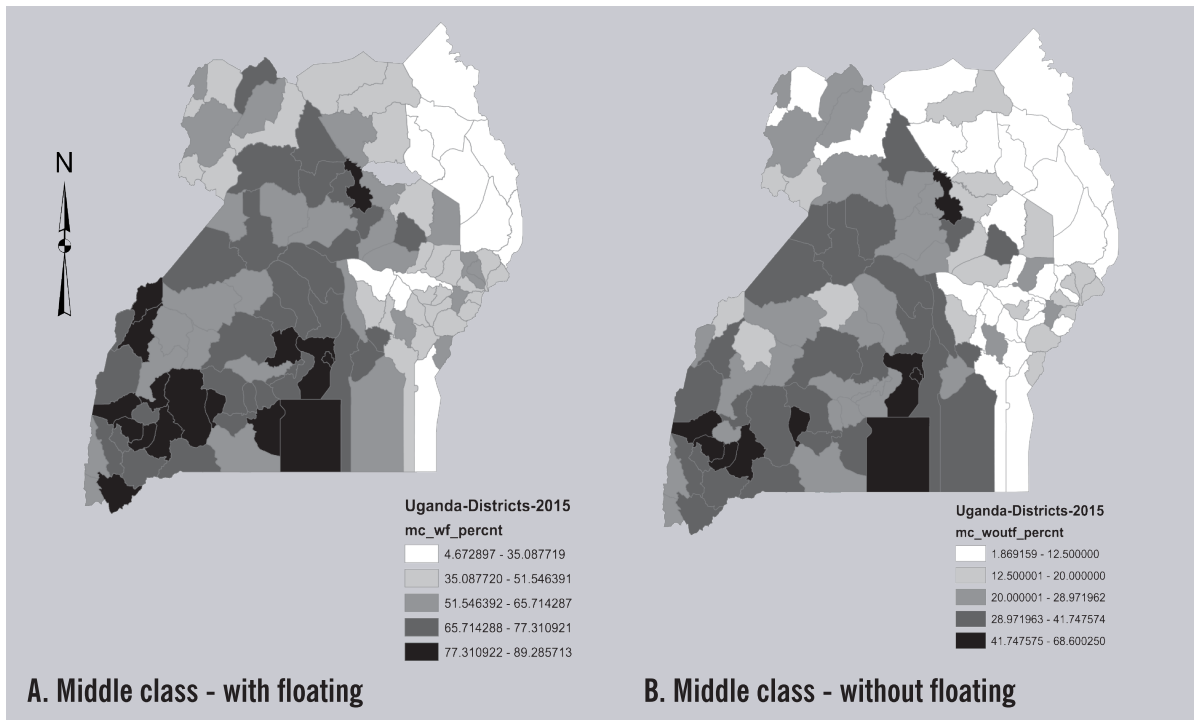 N
Uganda-Districts-2015
mc_wf_percnt
4.672897 - 35.087719
35.087720 - 51.546391
51.546392 - 65.714287
65.714288 - 77.310921
77.310922 - 89.285713
A. Middle class - with floating
Uganda-Districts-2015
mc_woutf_percnt
1.869159 - 12.500000
12.500001 - 20.000000
20.000001 - 28.971962
28.971963 - 41.747574
41.747575 - 68.600250
B. Middle class - without floating